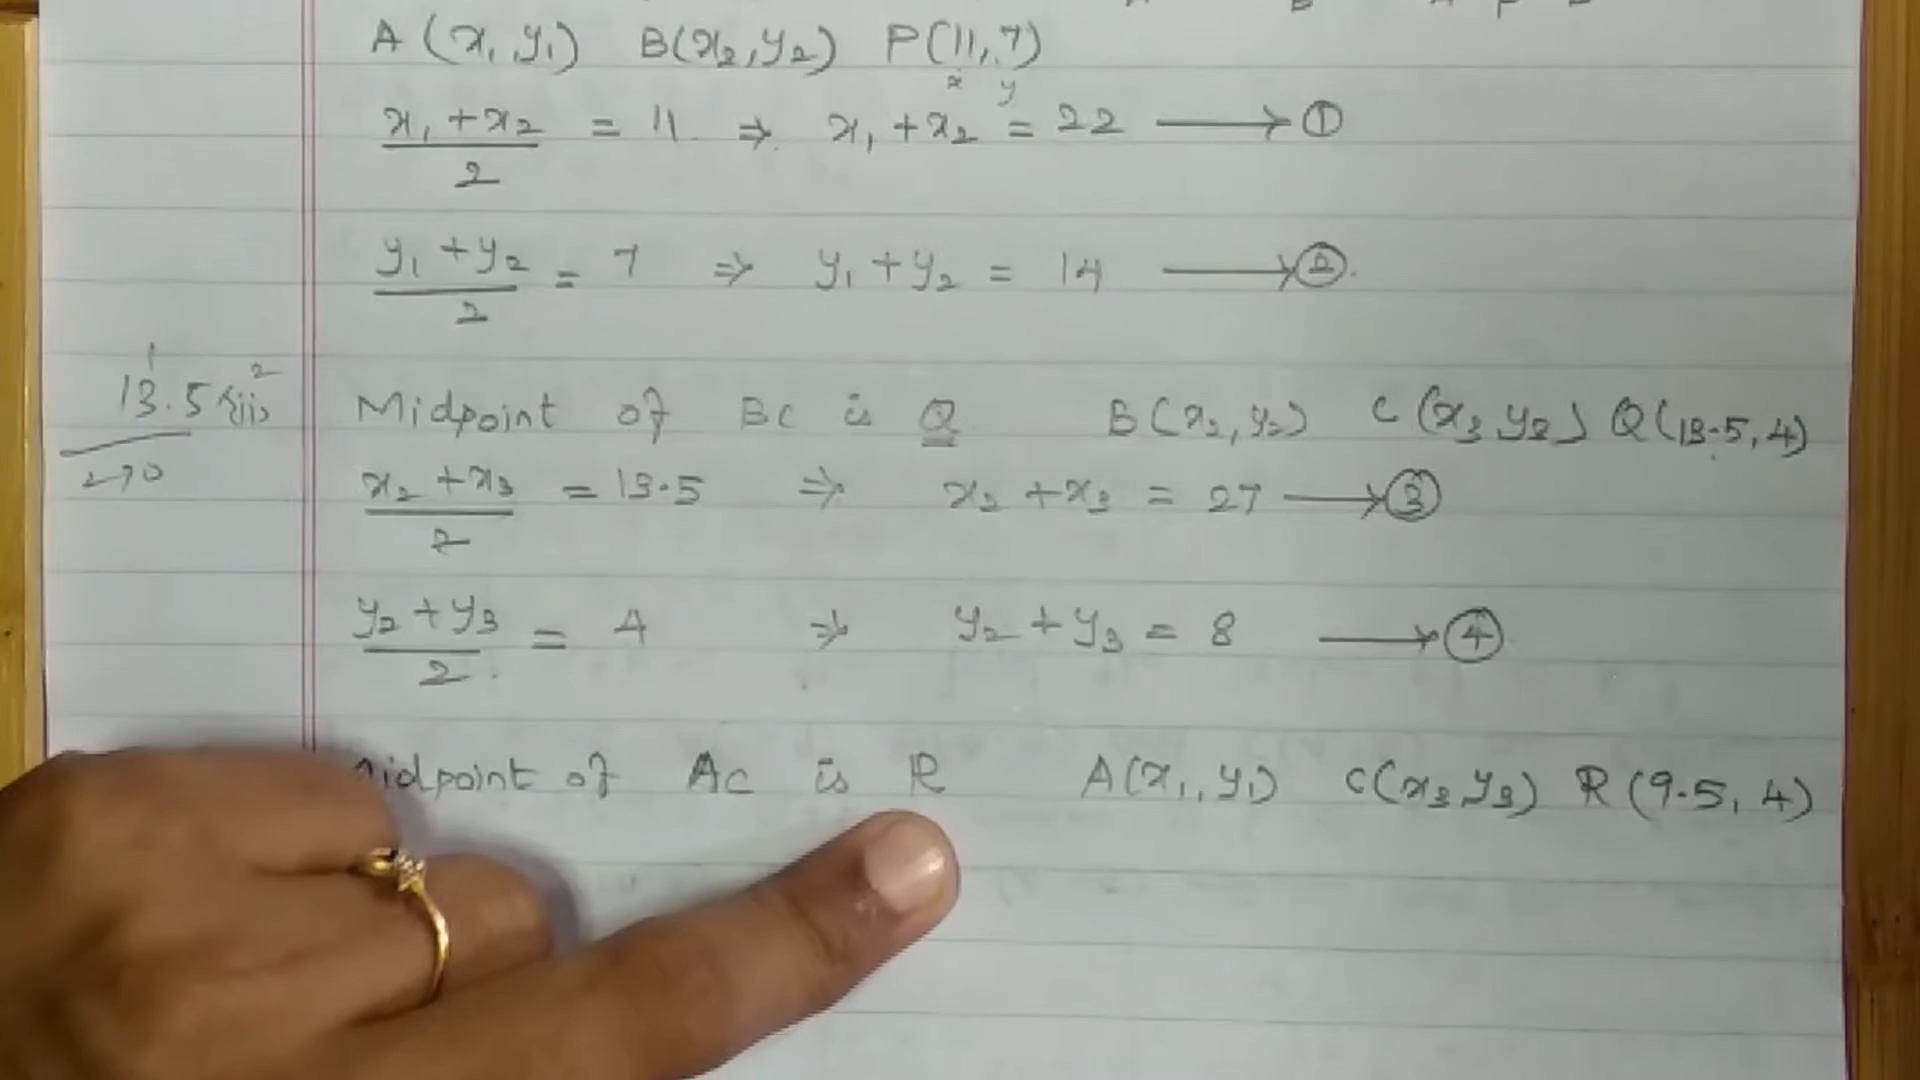 A (x₁, y₁) B(x₂, y₂) P(11, 7)
x y
x₁ + x₂ / 2 = 11 ⇒ x₁ + x₂ = 22 → ①
y₁ + y₂ / 2 = 7 ⇒ y₁ + y₂ = 14 → ②
13.5
270
Midpoint of BC is Q B(x₂, y₂) C(x₃ y₃) Q(13.5, 4)
x₂ + x₃ / 2 = 13.5 ⇒ x₂ + x₃ = 27 → ③
y₂ + y₃ / 2 = 4 ⇒ y₂ + y₃ = 8 → ④
Midpoint of AC is R A(x₁, y₁) C(x₃ y₃) R(9.5, 4)